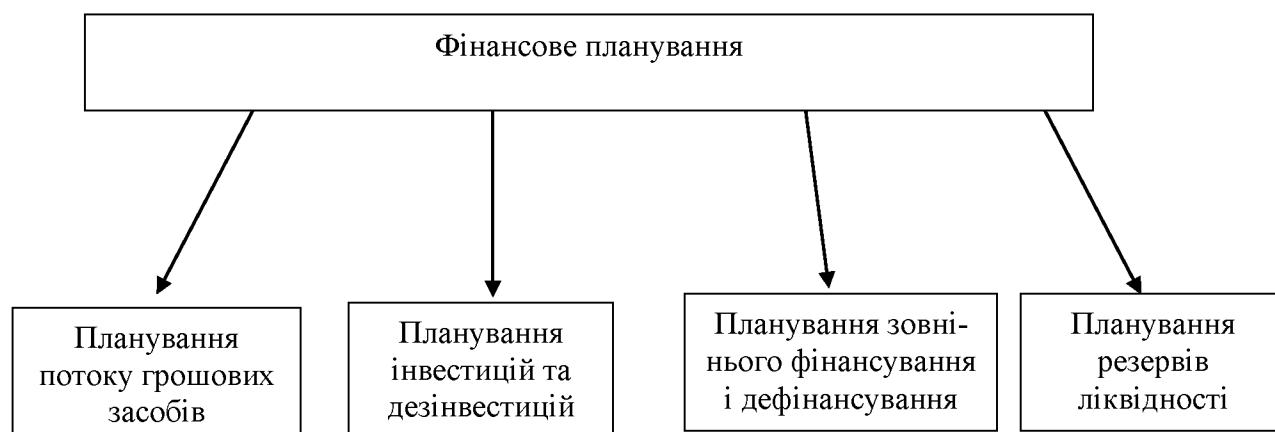 Фінансове планування
Планування
потоку грошових
засобів
Планування
інвестицій та
дезінвестицій
Планування зовні-
нього фінансування
і дефінансування
Планування
резервів
ліквідності